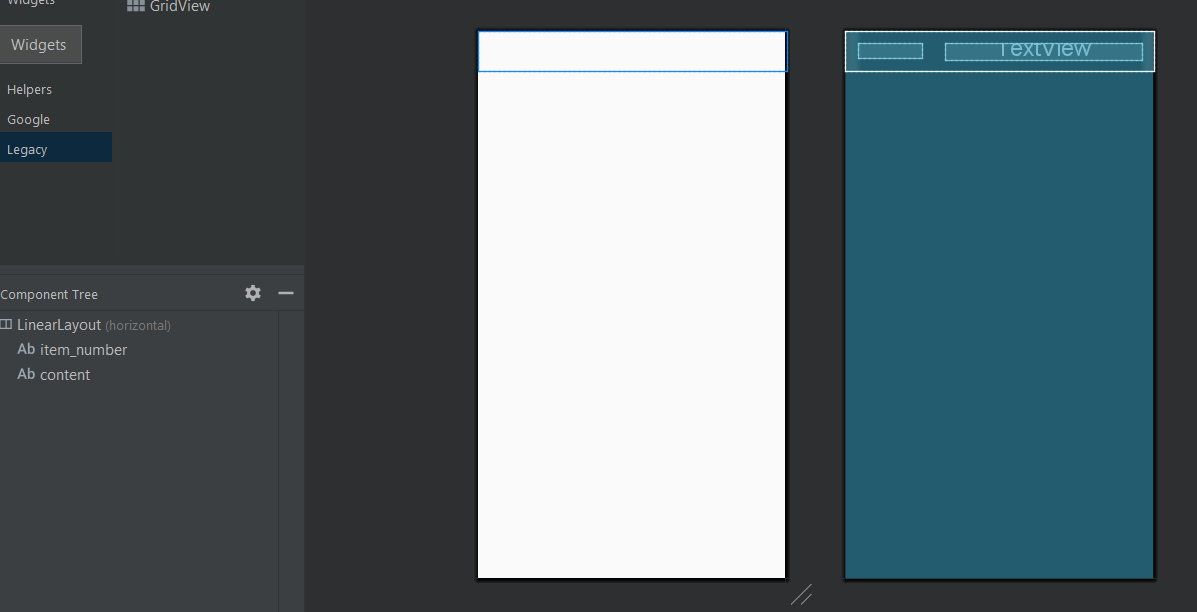 Widgets
GridView
Widgets
TextView
Helpers
Google
Legacy
Component Tree
LinearLayout (horizontal)
Ab item_number
Ab content